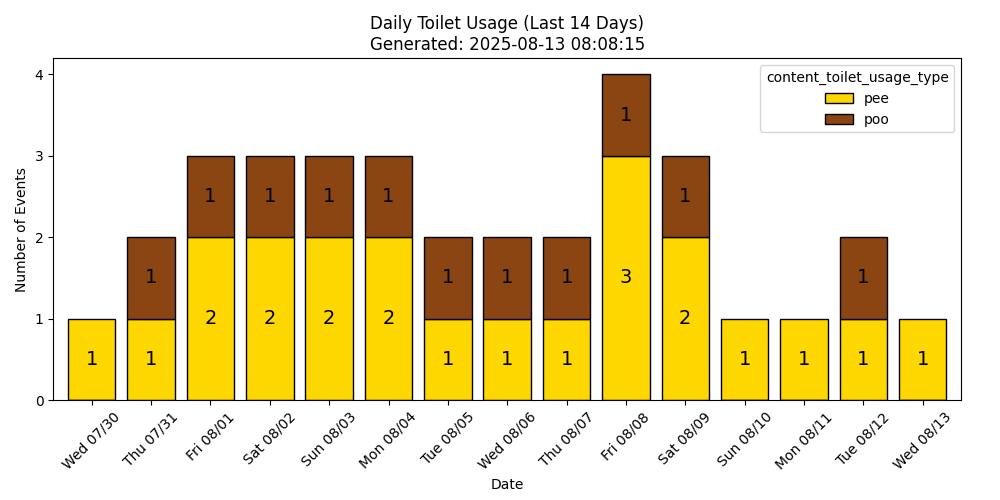 Daily Toilet Usage (Last 14 Days)
Generated: 2025-08-13 08:08:15
content_toilet_usage_type
pee
poo
Number of Events
4
3
2
1
0
1
1 1
2 1
2 1
2 1
2 1
1 1
1 1
1 1
3 1
2 1
1
1
1 1
1
Wed 07/30
Thu 07/31
Fri 08/01
Sat 08/02
Sun 08/03
Mon 08/04
Tue 08/05
Wed 08/06
Thu 08/07
Fri 08/08
Sat 08/09
Sun 08/10
Mon 08/11
Tue 08/12
Wed 08/13
Date